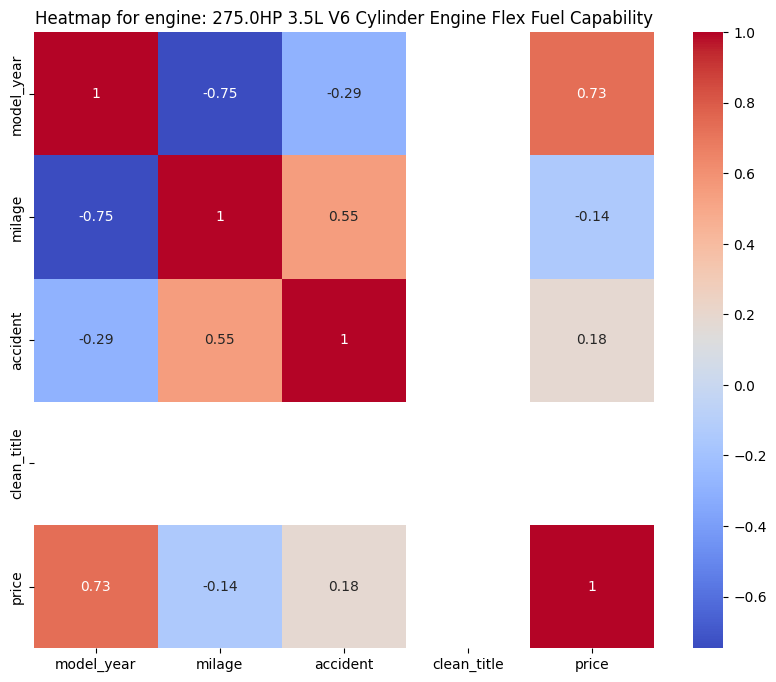 Heatmap for engine: 275.0HP 3.5L V6 Cylinder Engine Flex Fuel Capability
model_year
1
-0.75
-0.29
0.73
milage
-0.75
1
0.55
-0.14
accident
-0.29
0.55
1
0.18
clean_title
price
0.73
-0.14
0.18
1
model_year
milage
accident
clean_title
price
1.0
0.8
0.6
0.4
0.2
0.0
−0.2
−0.4
−0.6